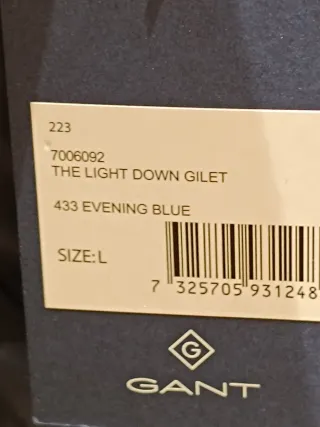 223
7006092
THE LIGHT DOWN GILET
433 EVENING BLUE
SIZE: L
7 325705 931248
G
GANT